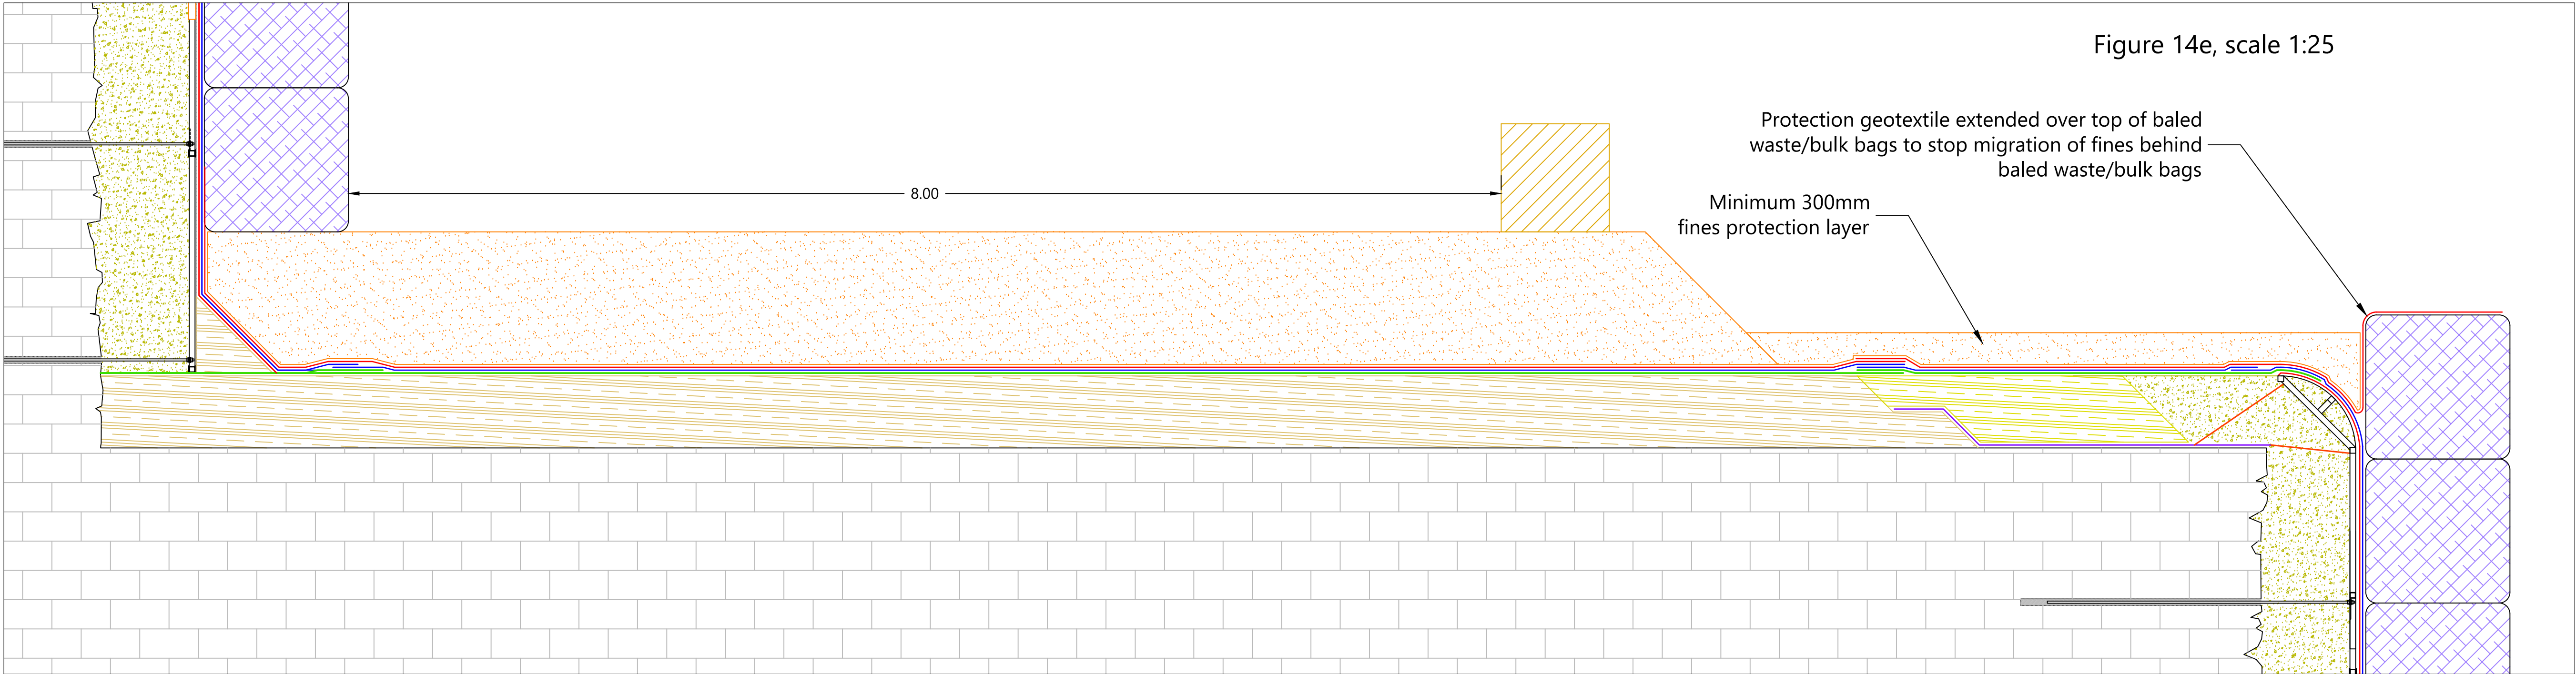 Figure 14e, scale 1:25
Protection geotextile extended over top of baled
waste/bulk bags to stop migration of fines behind
baled waste/bulk bags
8.00
Minimum 300mm
fines protection layer